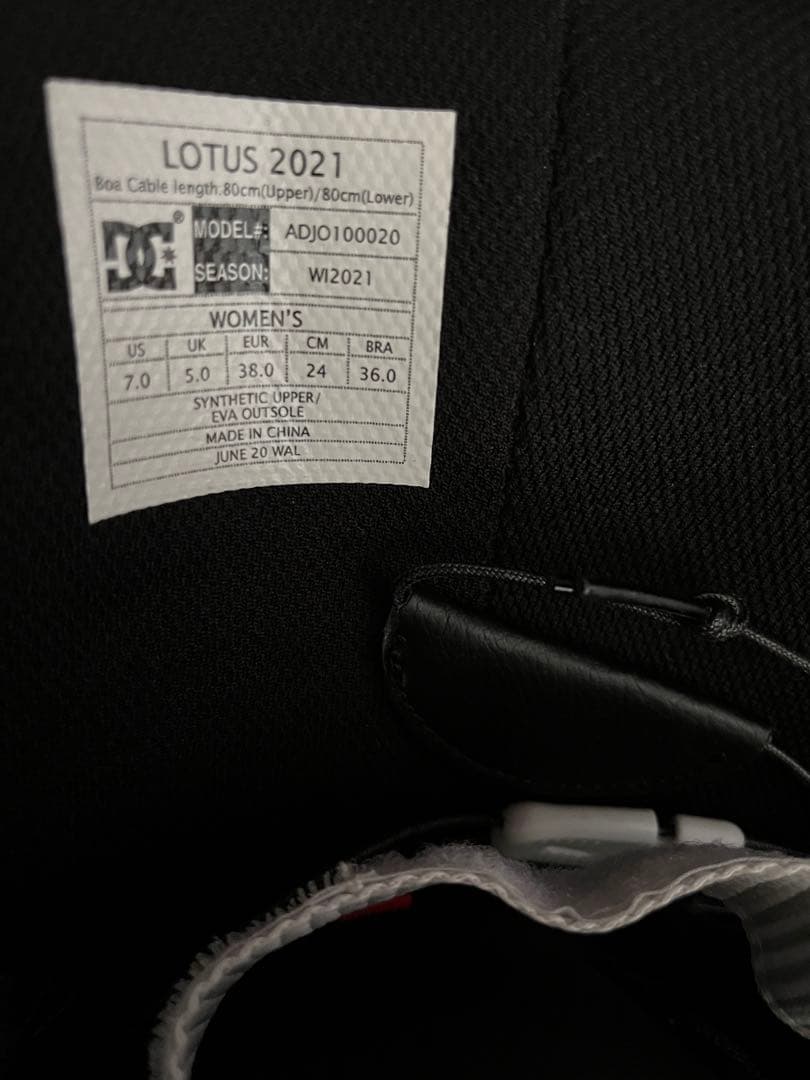 LOTUS 2021
Boa Cable length:80cm(Upper)/80cm(Lower)
DC ® MODEL#: ADJO100020
SEASON: WI2021
WOMEN'S
US UK EUR CM BRA
7.0 5.0 38.0 24 36.0
SYNTHETIC UPPER/
EVA OUTSOLE
MADE IN CHINA
JUNE 20 WAL